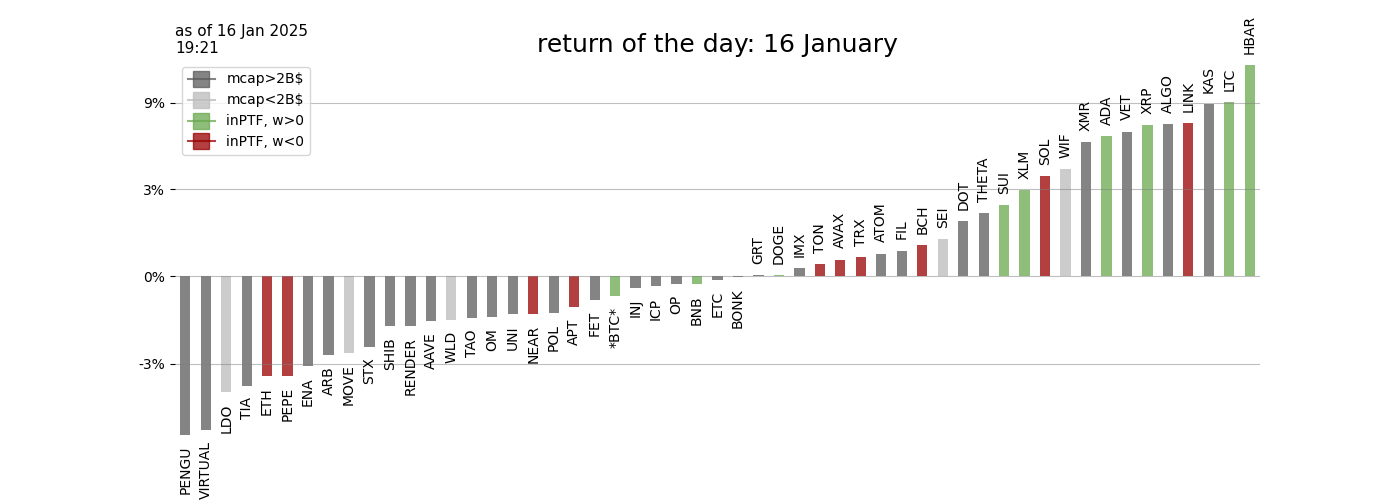 as of 16 Jan 2025
19:21
return of the day: 16 January
mcap>2B$
mcap<2B$
inPTF, w>0
inPTF, w<0
9%
3%
0%
-3%
PENGU
VIRTUAL
LDO
TIA
ETH
PEPE
ENA
ARB
MOVE
STX
SHIB
RENDER
AAVE
WLD
TAO
OM
UNI
NEAR
POL
APT
FET
*BTC*
INJ
ICP
OP
BNB
ETC
BONK
GRT
DOGE
IMX
TON
AVAX
TRX
ATOM
FIL
BCH
SEI
DOT
THETA
SUI
XLM
SOL
WIF
XMR
ADA
VET
XRP
ALGO
LINK
KAS
LTC
HBAR